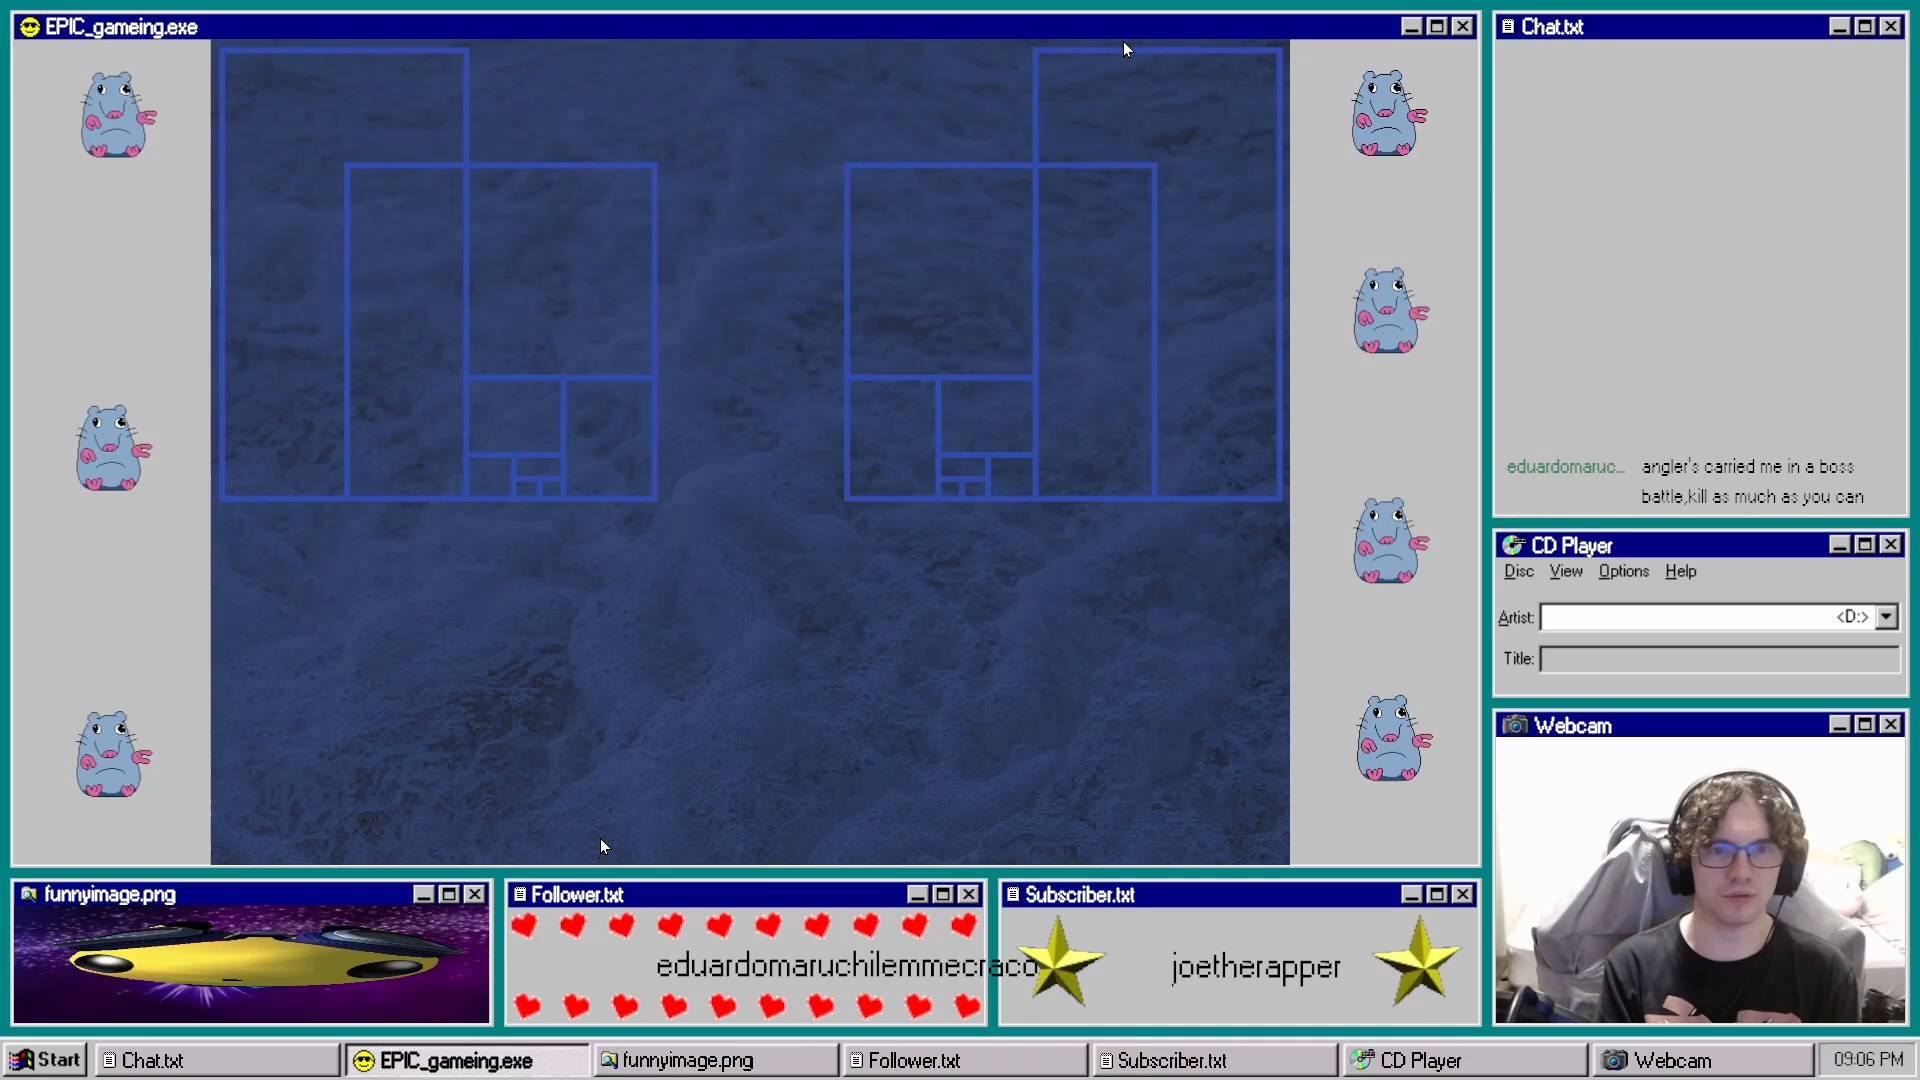 EPIC_gameing.exe
Chat.txt
eduardomaruc... angler's carried me in a boss
battle,kill as much as you can
CD Player
Disc View Options Help
Artist: <D:>
Title:
Webcam
funnyimage.png
Follower.txt
eduardomaruchilemmecraco
Subscriber.txt
joetherapper
Start
Chat.txt
EPIC_gameing.exe
funnyimage.png
Follower.txt
Subscriber.txt
CD Player
Webcam
09:06 PM